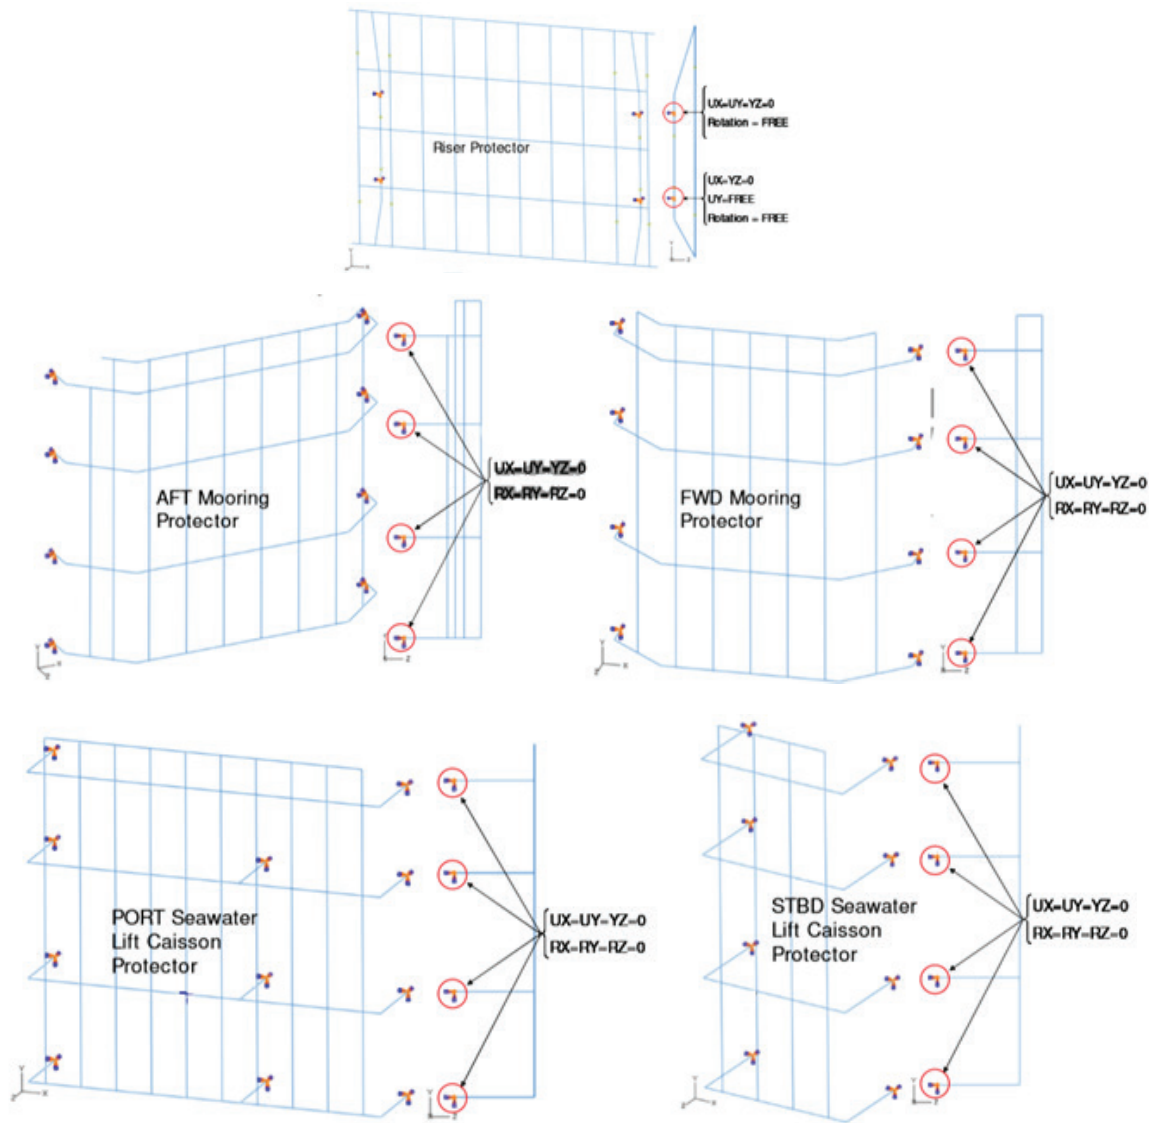 UX=UY=YZ=0
Rotation = FREE
Riser Protector
UX=YZ=0
UY=FREE
Rotation = FREE
Y
X
Y
Z
AFT Mooring
Protector
UX=UY=YZ=0
RX=RY=RZ=0
Y
X
Z
Z
FWD Mooring
Protector
UX=UY=YZ=0
RX=RY=RZ=0
Y
X
Z
Y
Z
PORT Seawater
Lift Caisson
Protector
UX=UY=YZ=0
RX=RY=RZ=0
Y
X
Z
Y
Z
STBD Seawater
Lift Caisson
Protector
UX=UY=YZ=0
RX=RY=RZ=0
Y
X
Z
Y
Z